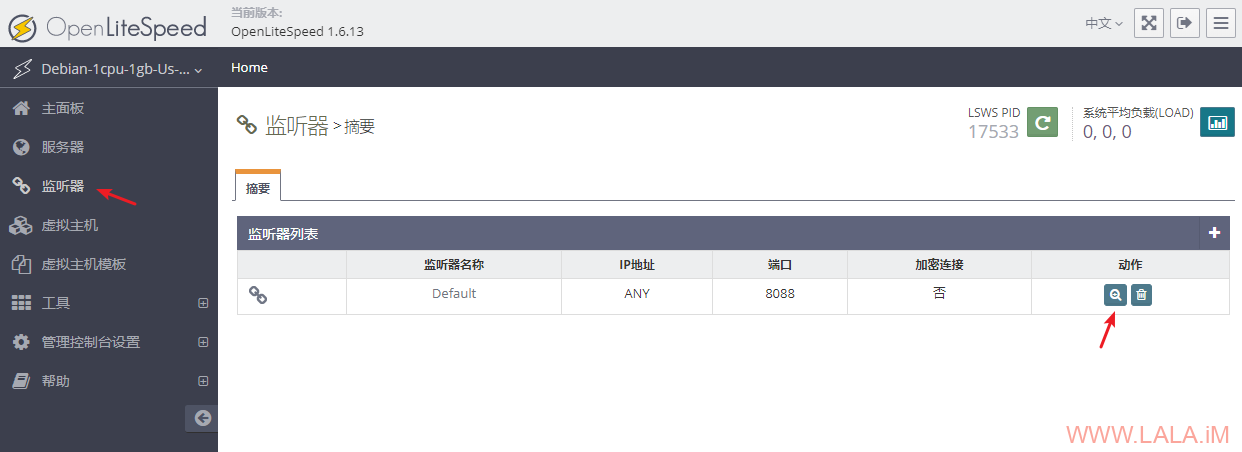 OpenLiteSpeed
当前版本:
OpenLiteSpeed 1.6.13
中文
Debian-1cpu-1gb-Us-...
Home
主面板
服务器
监听器
虚拟主机
虚拟主机模板
工具
管理控制台设置
帮助
监听器 > 摘要
LSWS PID
17533
系统平均负载(LOAD)
0, 0, 0
摘要
监听器列表
监听器名称 IP地址 端口 加密连接 动作
Default ANY 8088 否
WWW.LALA.iM